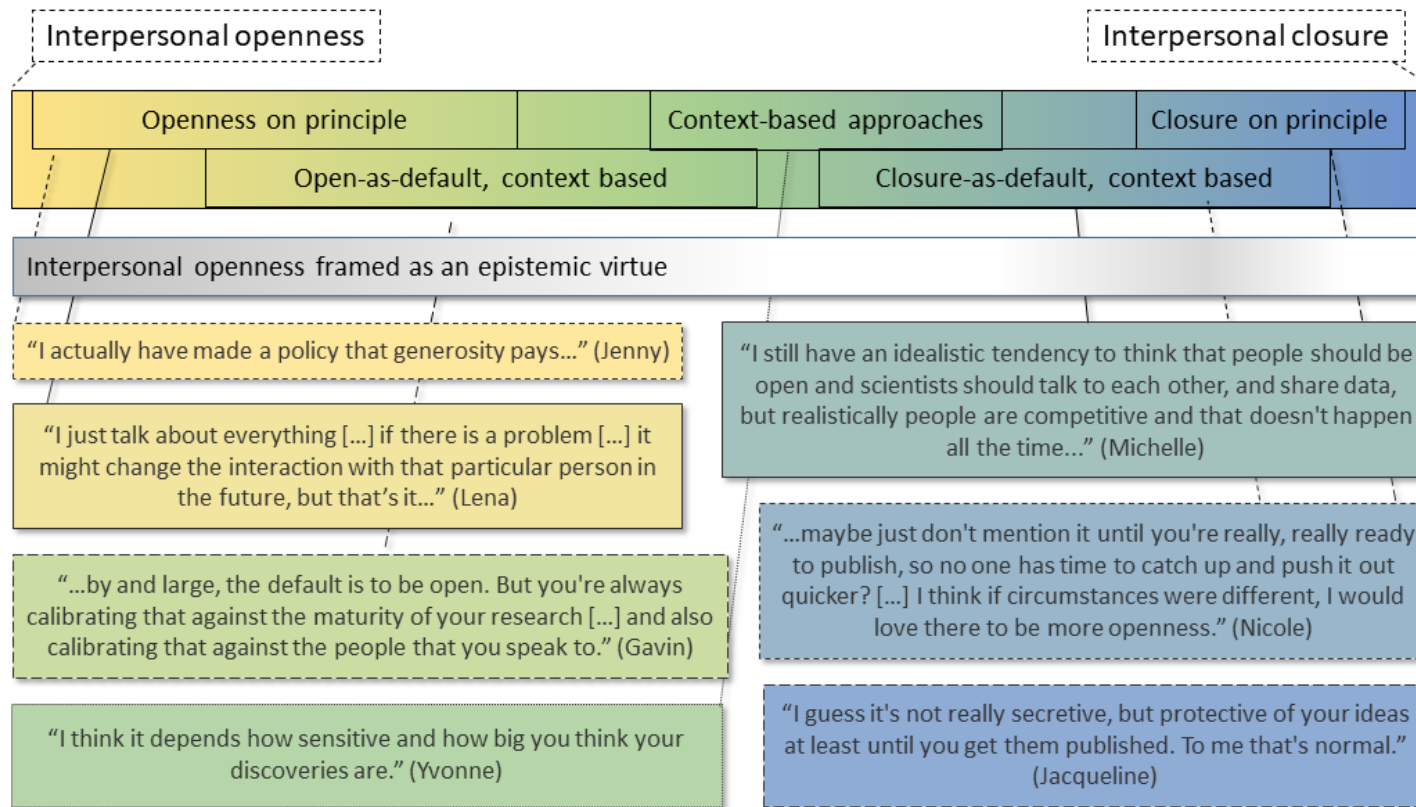 Interpersonal openness
Interpersonal closure
Openness on principle
Context-based approaches
Closure on principle
Open-as-default, context based
Closure-as-default, context based
Interpersonal openness framed as an epistemic virtue
“I actually have made a policy that generosity pays…” (Jenny)
“I just talk about everything […] if there is a problem […] it
might change the interaction with that particular person in
the future, but that’s it…” (Lena)
“…by and large, the default is to be open. But you're always
calibrating that against the maturity of your research […] and also
calibrating that against the people that you speak to.” (Gavin)
“I think it depends how sensitive and how big you think your
discoveries are.” (Yvonne)
“I still have an idealistic tendency to think that people should be
open and scientists should talk to each other, and share data,
but realistically people are competitive and that doesn't happen
all the time...” (Michelle)
“…maybe just don't mention it until you're really, really ready
to publish, so no one has time to catch up and push it out
quicker? […] I think if circumstances were different, I would
love there to be more openness.” (Nicole)
“I guess it's not really secretive, but protective of your ideas
at least until you get them published. To me that's normal.”
(Jacqueline)